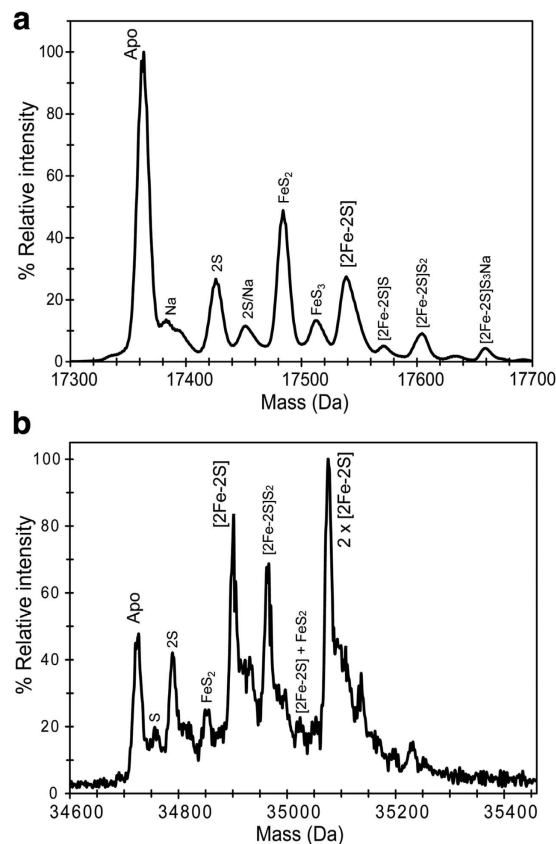 a
% Relative intensity
100
80
60
40
20
0
Apo
Na
2S
2S/Na
FeS2
FeS3
[2Fe-2S]
[2Fe-2S]S
[2Fe-2S]S2
[2Fe-2S]S3Na
17300 17400 17500 17600 17700
Mass (Da)
b
% Relative intensity
100
80
60
40
20
0
Apo
S
2S
FeS2
[2Fe-2S]
[2Fe-2S]S2
[2Fe-2S] + FeS2
2 x [2Fe-2S]
34600 34800 35000 35200 35400
Mass (Da)